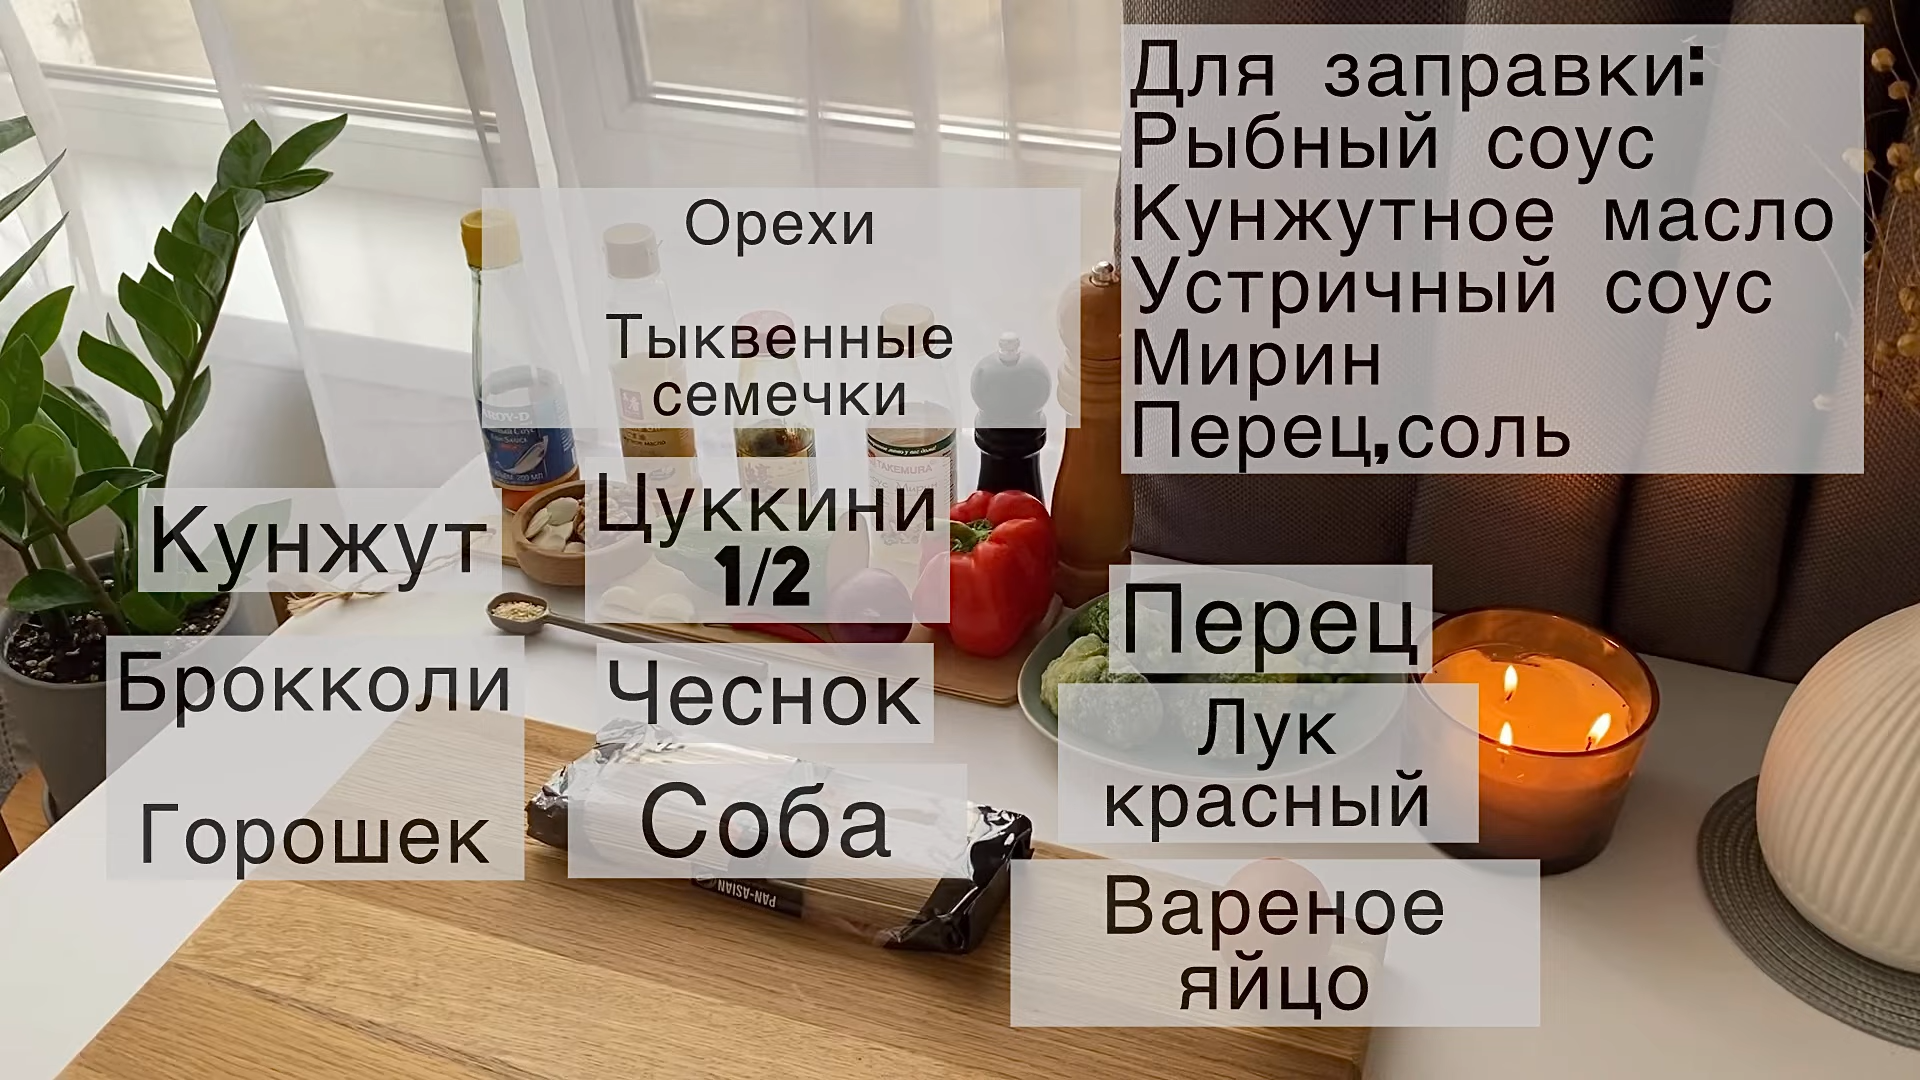 Для заправки:
Рыбный соус
Кунжутное масло
Устричный соус
Мирин
Перец,соль
Орехи
Тыквенные
семечки
Кунжут
Цуккини
1/2
Перец
Брокколи
Горошек
Чеснок
Соба
Лук
красный
Вареное
яйцо
PAN-ASIAN
TAKEMURA